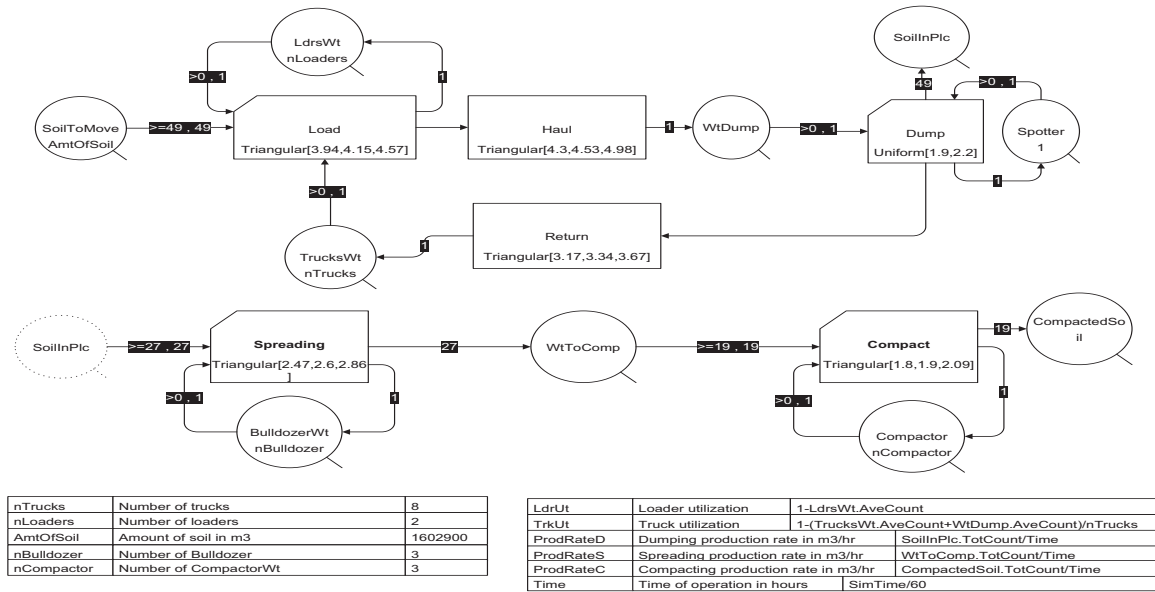 LdrsWt
nLoaders
SoilInPlc
>0 , 1
1
49
>0 , 1
SoilToMove
AmtOfSoil
>=49 , 49
Load
Triangular[3.94,4.15,4.57]
Haul
Triangular[4.3,4.53,4.98]
1
WtDump
>0 , 1
Dump
Uniform[1.9,2.2]
Spotter
1
1
>0 , 1
TrucksWt
nTrucks
1
Return
Triangular[3.17,3.34,3.67]
SoilInPlc
>=27 , 27
Spreading
Triangular[2.47,2.6,2.86
]
27
WtToComp
>=19 , 19
Compact
Triangular[1.8,1.9,2.09]
19
CompactedSo
il
>0 , 1
1
BulldozerWt
nBulldozer
>0 , 1
1
Compactor
nCompactor
nTrucks Number of trucks 8
nLoaders Number of loaders 2
AmtOfSoil Amount of soil in m3 1602900
nBulldozer Number of Bulldozer 3
nCompactor Number of CompactorWt 3
LdrUt Loader utilization 1-LdrsWt.AveCount
TrkUt Truck utilization 1-(TrucksWt.AveCount+WtDump.AveCount)/nTrucks
ProdRateD Dumping production rate in m3/hr SoilInPlc.TotCount/Time
ProdRateS Spreading production rate in m3/hr WtToComp.TotCount/Time
ProdRateC Compacting production rate in m3/hr CompactedSoil.TotCount/Time
Time Time of operation in hours SimTime/60